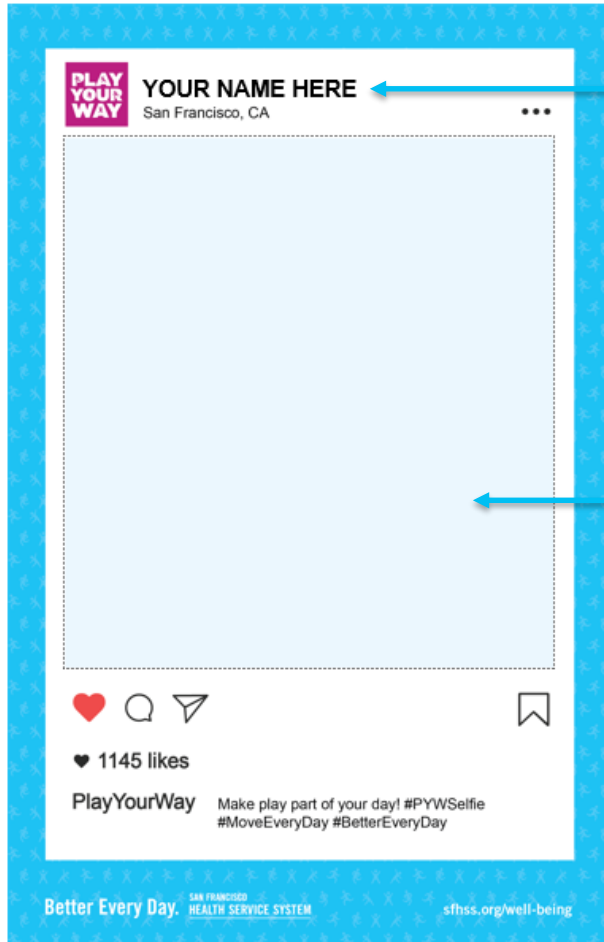 PLAY
YOUR
WAY
YOUR NAME HERE
San Francisco, CA
1145 likes
PlayYourWay Make play part of your day! #PYWSelfie
#MoveEveryDay #BetterEveryDay
Better Every Day. SAN FRANCISCO
HEALTH SERVICE SYSTEM
sfhss.org/well-being